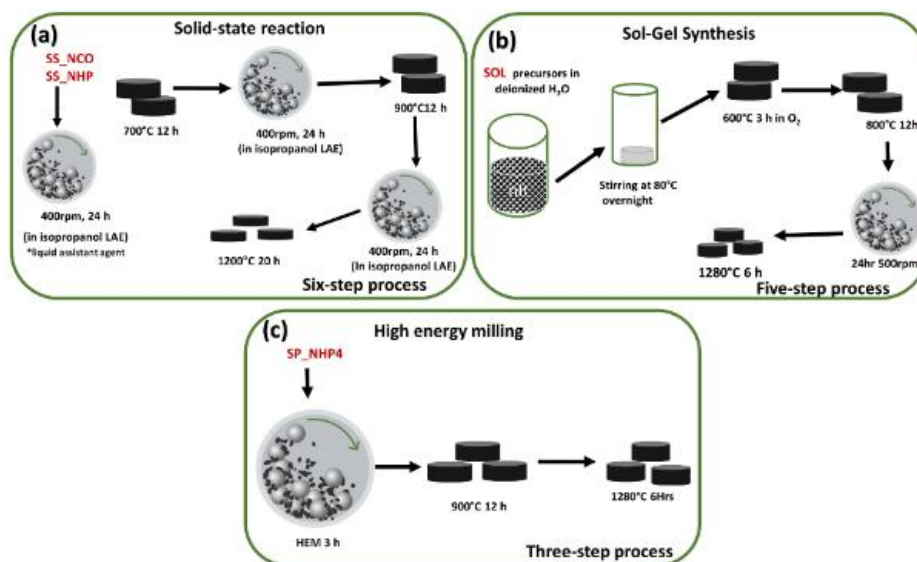 (a)
Solid-state reaction
SS_NCO
SS_NHP
700°C 12 h
400rpm, 24 h
(in isopropanol LAE)
900°C12 h
400rpm, 24 h
(in isopropanol LAE)
*liquid assistant agent
1200°C 20 h
400rpm, 24 h
(In isopropanol LAE)
Six-step process
(b)
Sol-Gel Synthesis
SOL precursors in
deionized H₂O
Stirring at 80°C
overnight
600°C 3 h in O₂
800°C 12h
24hr 500rpm
1280°C 6 h
Five-step process
(c)
High energy milling
SP_NHP4
HEM 3 h
900°C 12 h
1280°C 6Hrs
Three-step process